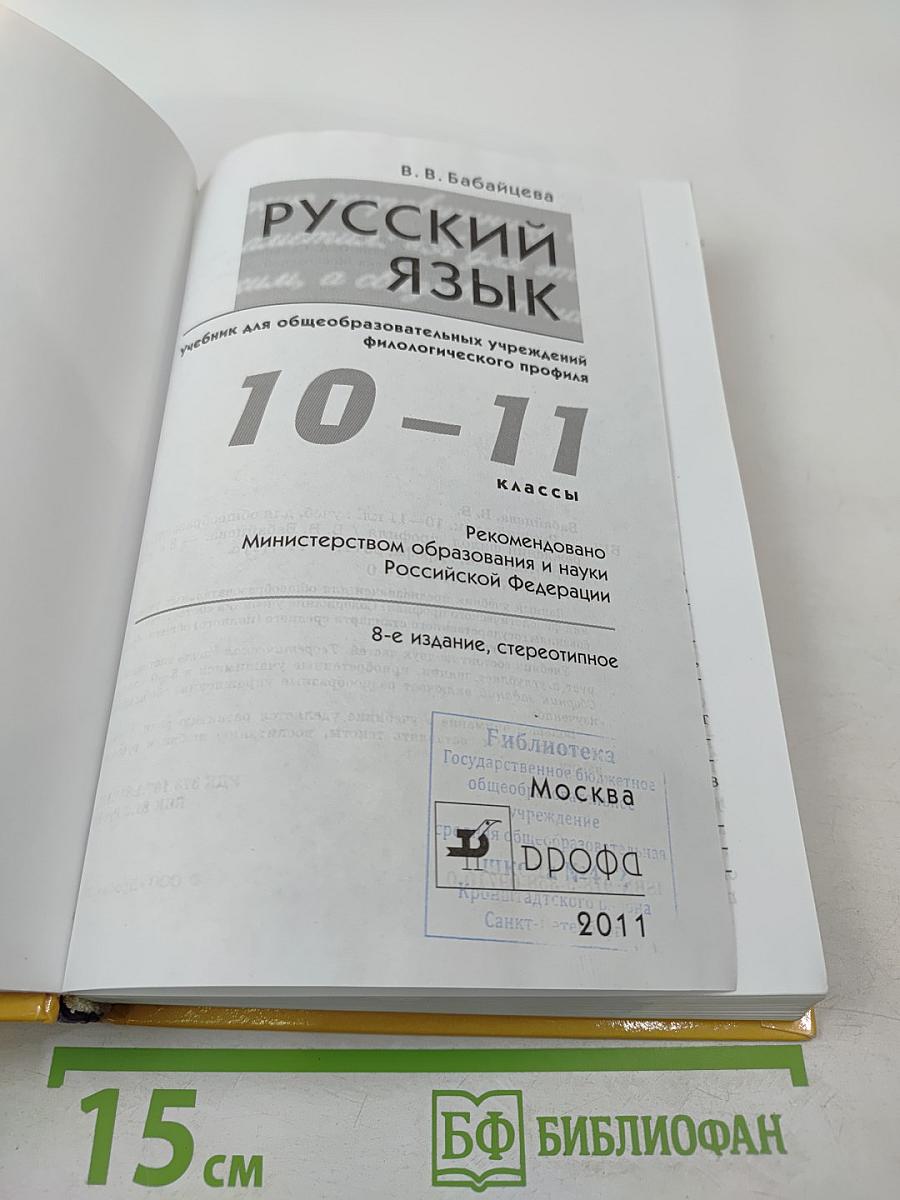 В. В. Бабайцева
РУССКИЙ
ЯЗЫК
Учебник для общеобразовательных учреждений
филологического профиля
10–11
классы
Рекомендовано
Министерством образования и науки
Российской Федерации
8-е издание, стереотипное
Библиотека
Государственное бюджетное
Москва
учреждение
дрофа
Кронштадтского района
2011
15 см
БФ БИБЛИОФАН